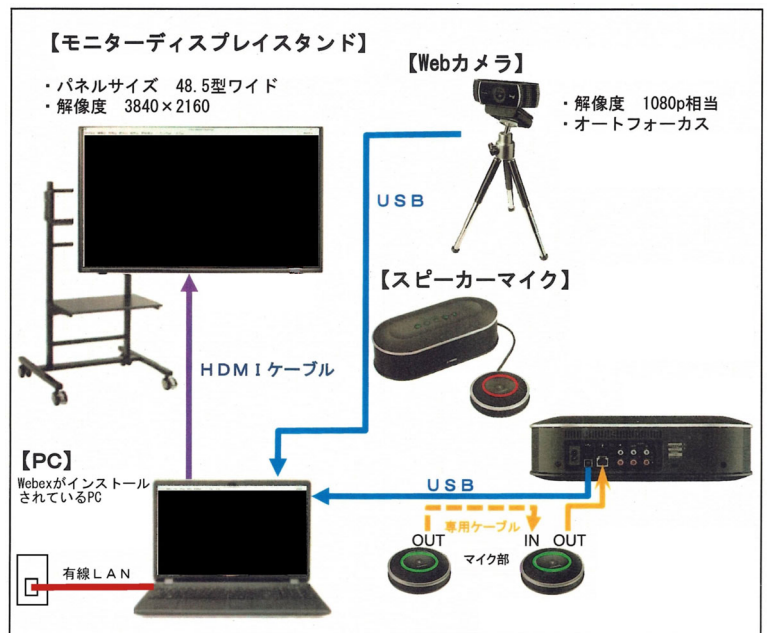 【モニターディスプレイスタンド】
・パネルサイズ 48.5型ワイド
・解像度 3840×2160
【Webカメラ】
・解像度 1080p相当
・オートフォーカス
USB
【スピーカーマイク】
HDMIケーブル
【PC】
Webexがインストール
されているPC
USB
専用ケーブル
OUT
IN
OUT
マイク部
有線LAN